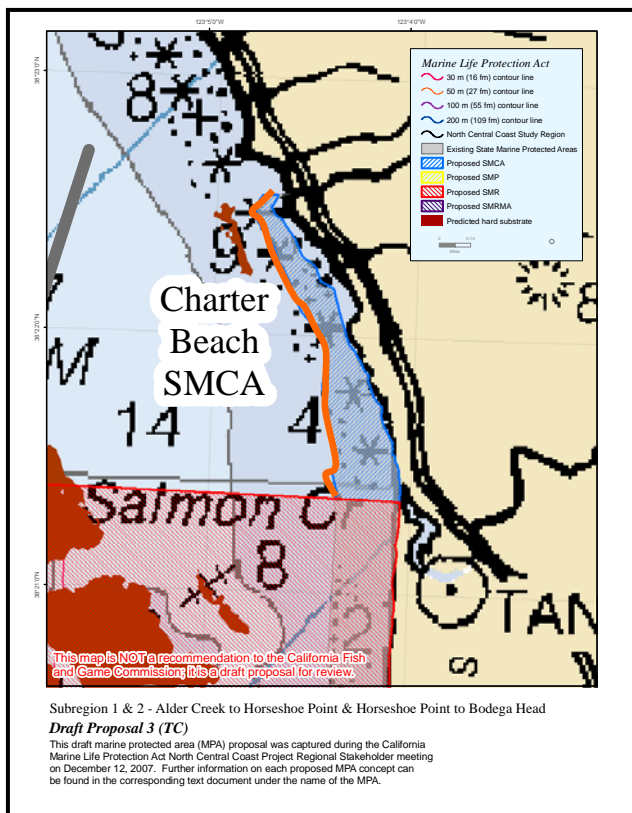 123°5'0"W
123°4'0"W
38°23'0"N
38°22'0"N
38°21'0"N
Marine Life Protection Act
30 m (16 fm) contour line
50 m (27 fm) contour line
100 m (55 fm) contour line
200 m (109 fm) contour line
North Central Coast Study Region
Existing State Marine Protected Areas
Proposed SMCA
Proposed SMP
Proposed SMR
Proposed SMRMA
Predicted hard substrate
Miles
8
9
8
Charter
Beach
SMCA
M
14
4
Salmon Cr
8
TAN
S
This map is NOT a recommendation to the California Fish
and Game Commission; it is a draft proposal for review.
Subregion 1 & 2 - Alder Creek to Horseshoe Point & Horseshoe Point to Bodega Head
Draft Proposal 3 (TC)
This draft marine protected area (MPA) proposal was captured during the California
Marine Life Protection Act North Central Coast Project Regional Stakeholder meeting
on December 12, 2007. Further information on each proposed MPA concept can
be found in the corresponding text document under the name of the MPA.